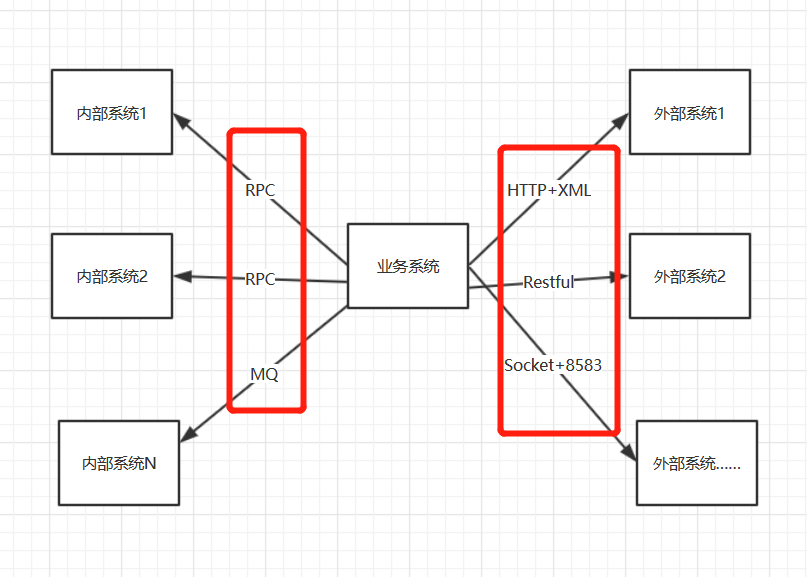 内部系统1
外部系统1
RPC
HTTP+XML
业务系统
内部系统2
RPC
Restful
外部系统2
MQ
Socket+8583
内部系统N
外部系统......